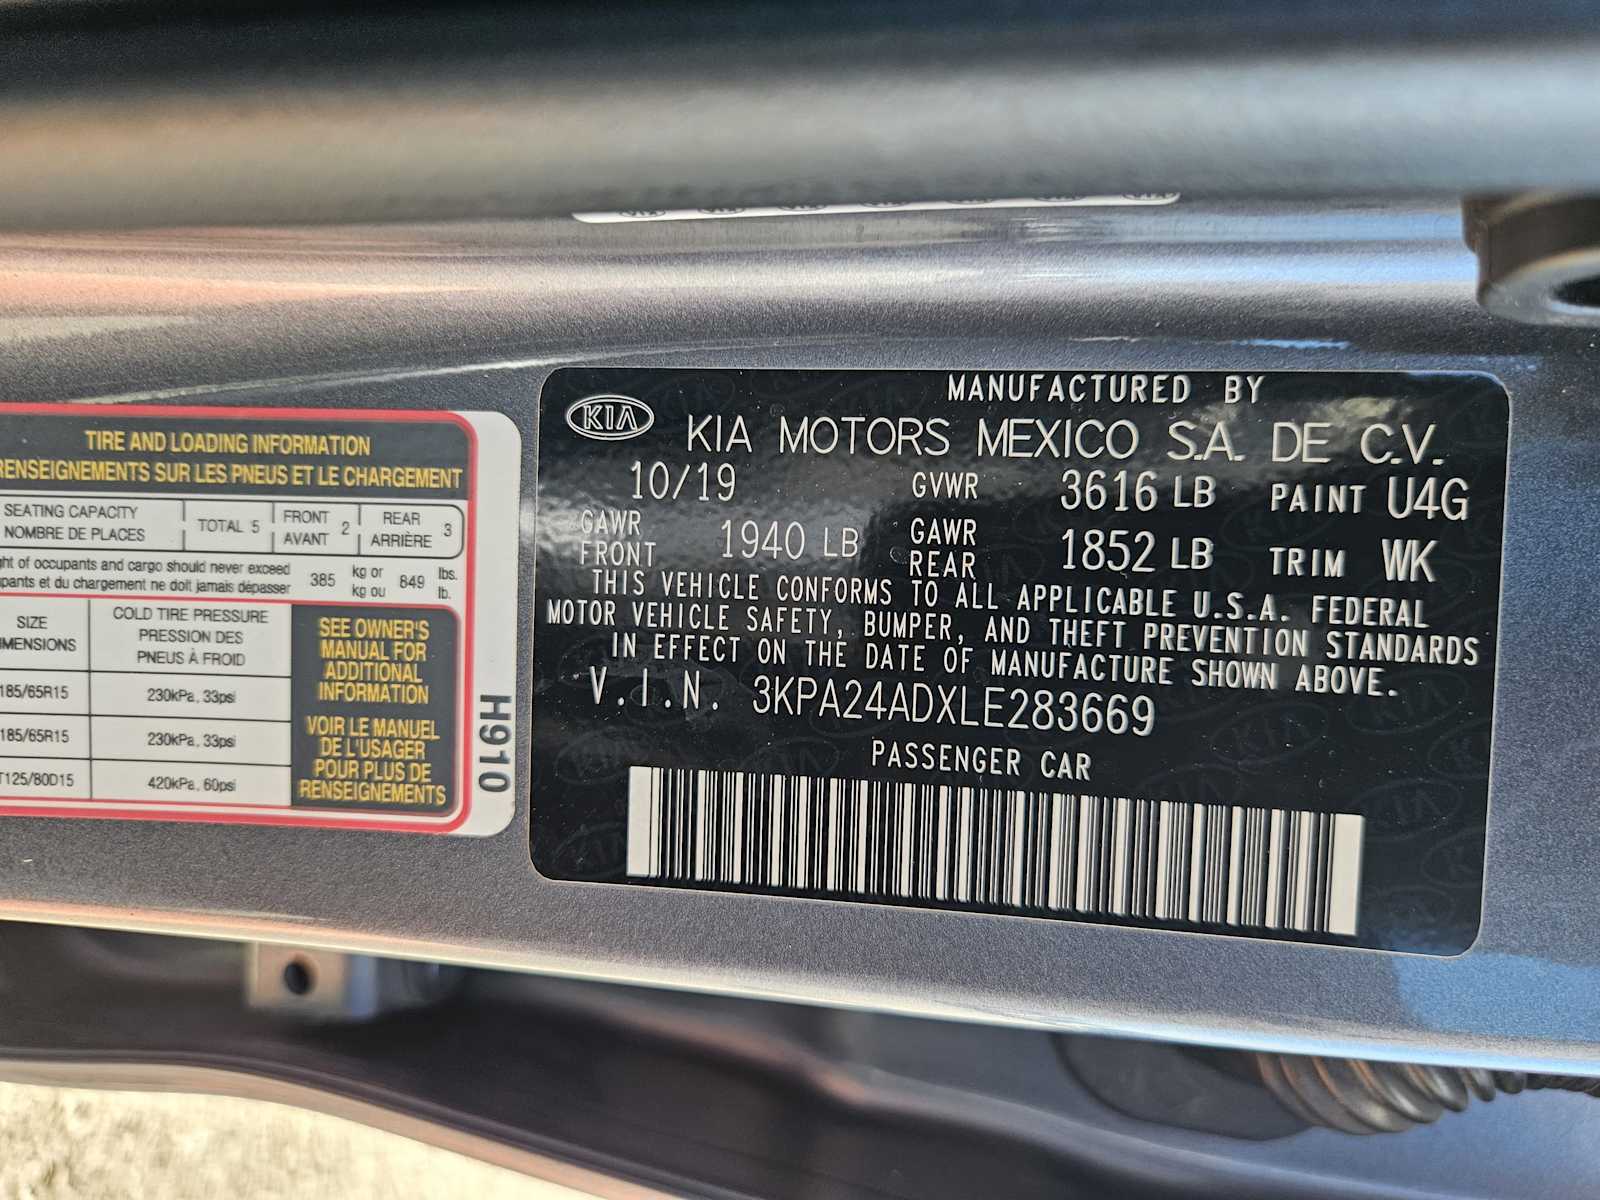 TIRE AND LOADING INFORMATION
RENSEIGNEMENTS SUR LES PNEUS ET LE CHARGEMENT
SEATING CAPACITY
NOMBRE DE PLACES
TOTAL 5
FRONT
AVANT
2
REAR
ARRIÈRE
3
of occupants and cargo should never exceed
et du chargement ne doit jamais dépasser
385
kg or
kg ou
849
lbs.
lb.
SIZE
COLD TIRE PRESSURE
PRESSION DES
PNEUS À FROID
185/65R15
230kPa, 33psi
185/65R15
230kPa, 33psi
T125/80D15
420kPa, 60psi
SEE OWNER'S
MANUAL FOR
ADDITIONAL
INFORMATION
VOIR LE MANUEL
DE L'USAGER
POUR PLUS DE
RENSEIGNEMENTS
H910
KIA
MANUFACTURED BY
KIA MOTORS MEXICO S.A. DE C.V.
10/19 GVWR 3616 LB PAINT U4G
GAWR
FRONT
1940 LB
GAWR
REAR
1852 LB TRIM WK
THIS VEHICLE CONFORMS TO ALL APPLICABLE U.S.A. FEDERAL
MOTOR VEHICLE SAFETY, BUMPER, AND THEFT PREVENTION STANDARDS
IN EFFECT ON THE DATE OF MANUFACTURE SHOWN ABOVE.
V.I.N. 3KPA24ADXLE283669
PASSENGER CAR